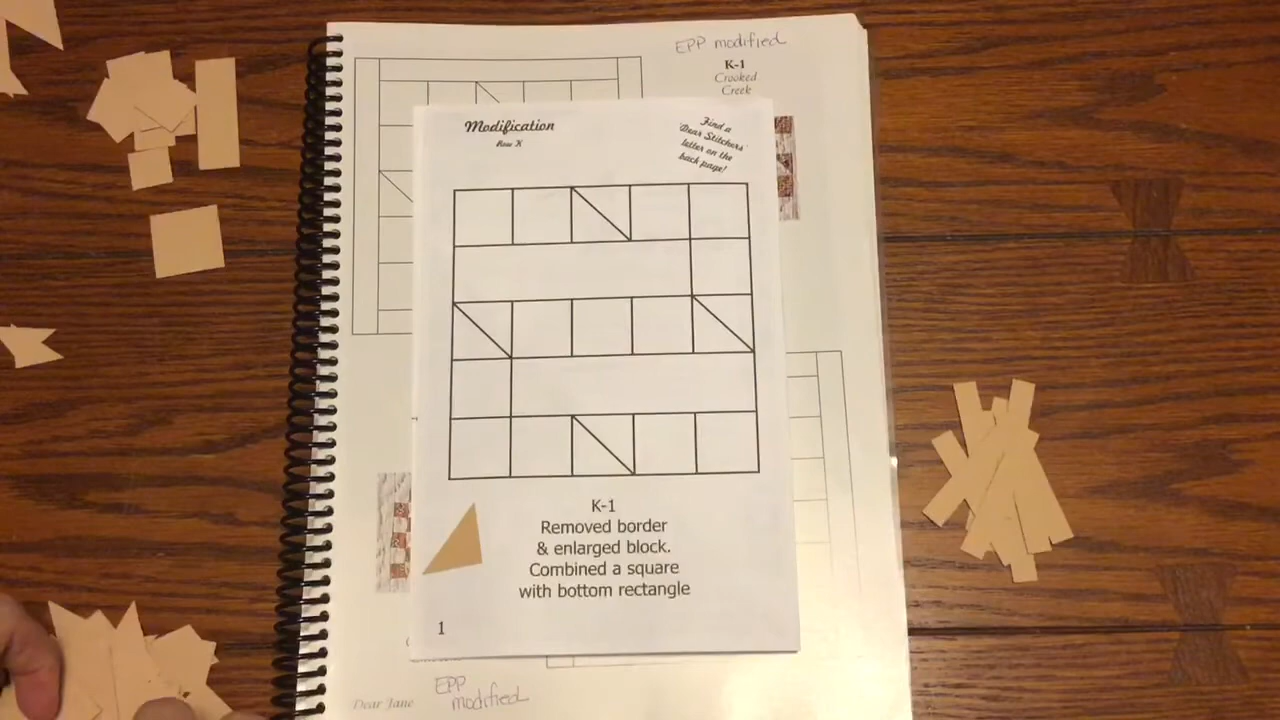 EPP modified
K-1
Crooked
Creek
Modification
Row K
Find a
'Dear Stitchers'
letter on the
back page!
K-1
Removed border
& enlarged block.
Combined a square
with bottom rectangle
1
EPP
modified
Dear Jane